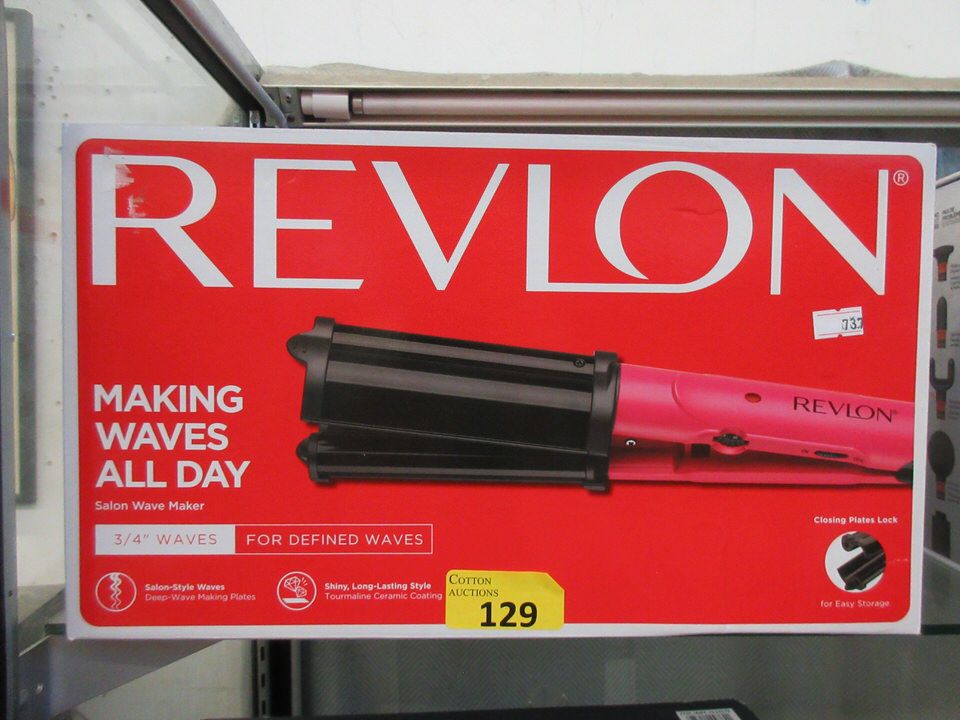 REVLON®
737
MAKING
WAVES
ALL DAY
Salon Wave Maker
3/4" WAVES FOR DEFINED WAVES
REVLON
Closing Plates Lock
for Easy Storage
Salon-Style Waves
Deep-Wave Making Plates
Shiny, Long-Lasting Style
Tourmaline Ceramic Coating
COTTON
AUCTIONS
129